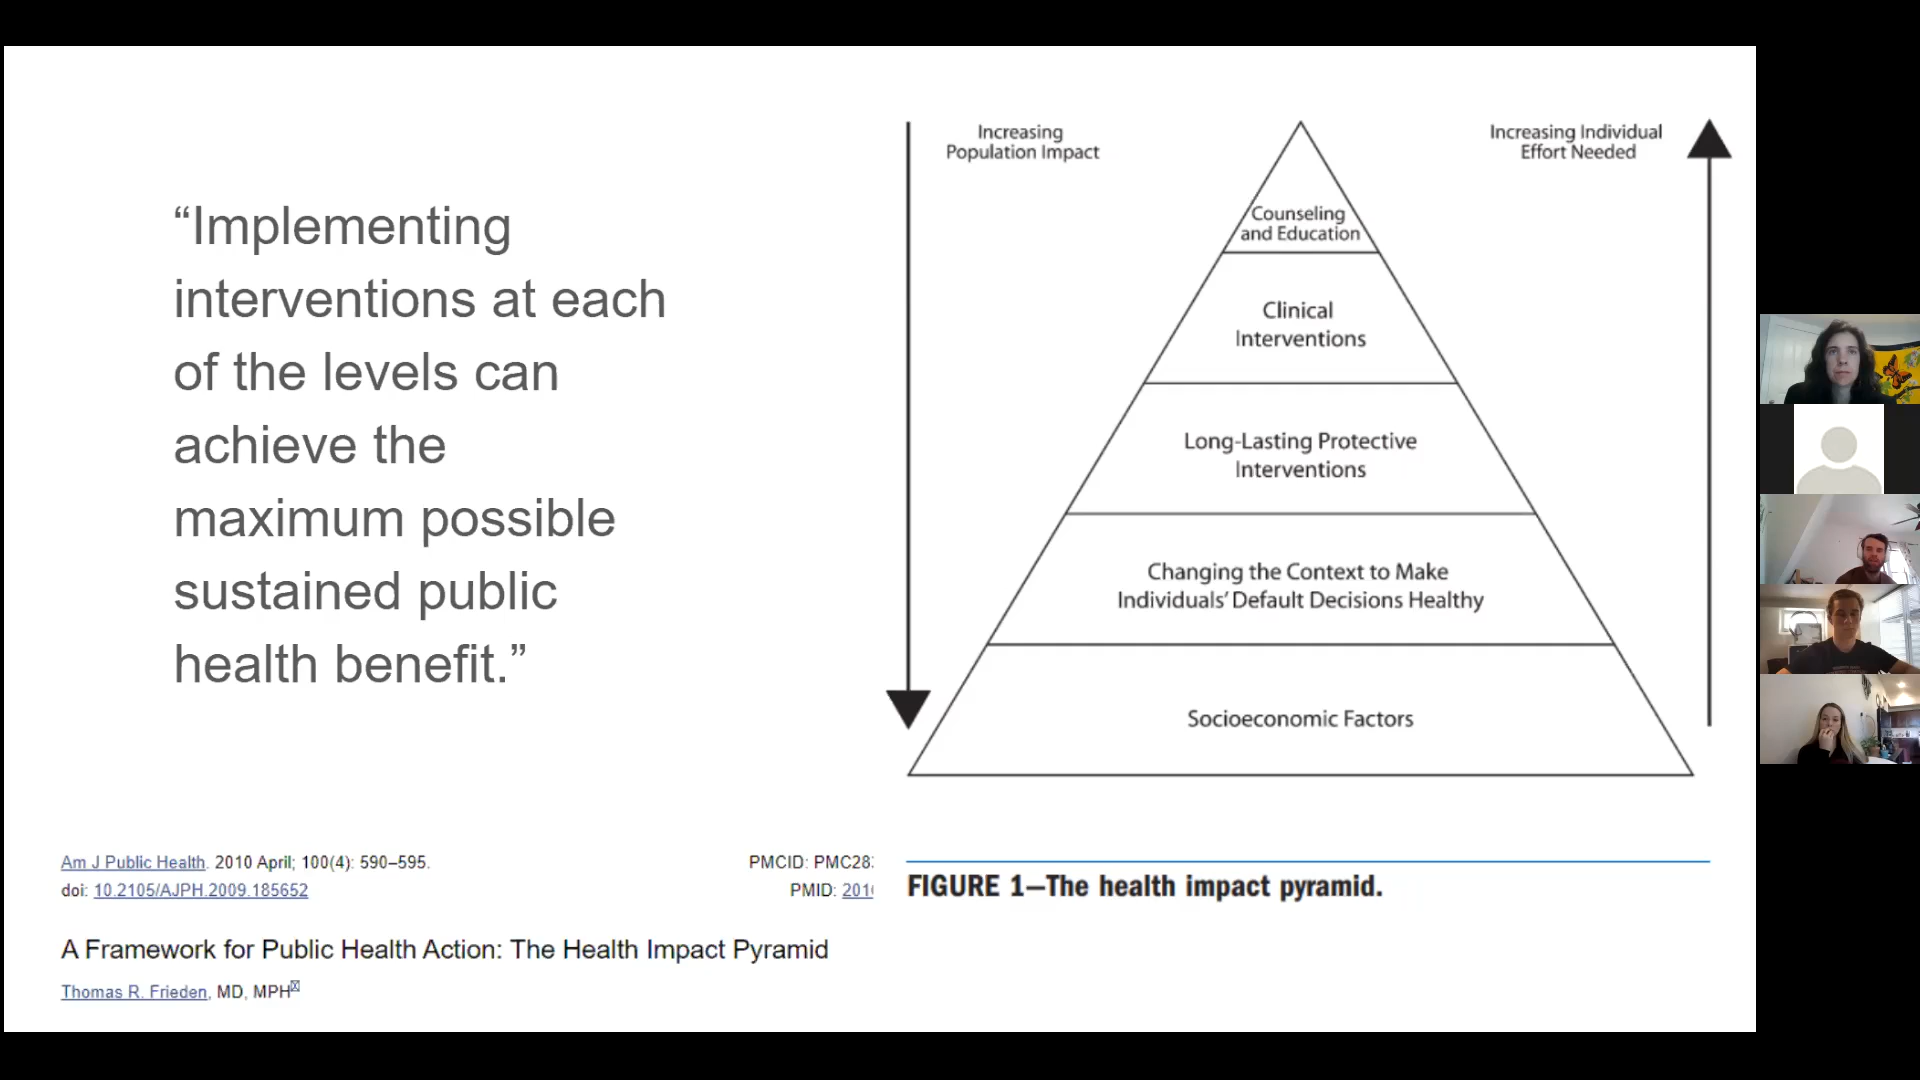 “Implementing
interventions at each
of the levels can
achieve the
maximum possible
sustained public
health benefit.”
Increasing
Population Impact
Increasing Individual
Effort Needed
Counseling
and Education
Clinical
Interventions
Long-Lasting Protective
Interventions
Changing the Context to Make
Individuals’ Default Decisions Healthy
Socioeconomic Factors
FIGURE 1—The health impact pyramid.
Am J Public Health. 2010 April; 100(4): 590–595.
doi: 10.2105/AJPH.2009.185652
PMCID: PMC28
PMID: 201
A Framework for Public Health Action: The Health Impact Pyramid
Thomas R. Frieden, MD, MPH